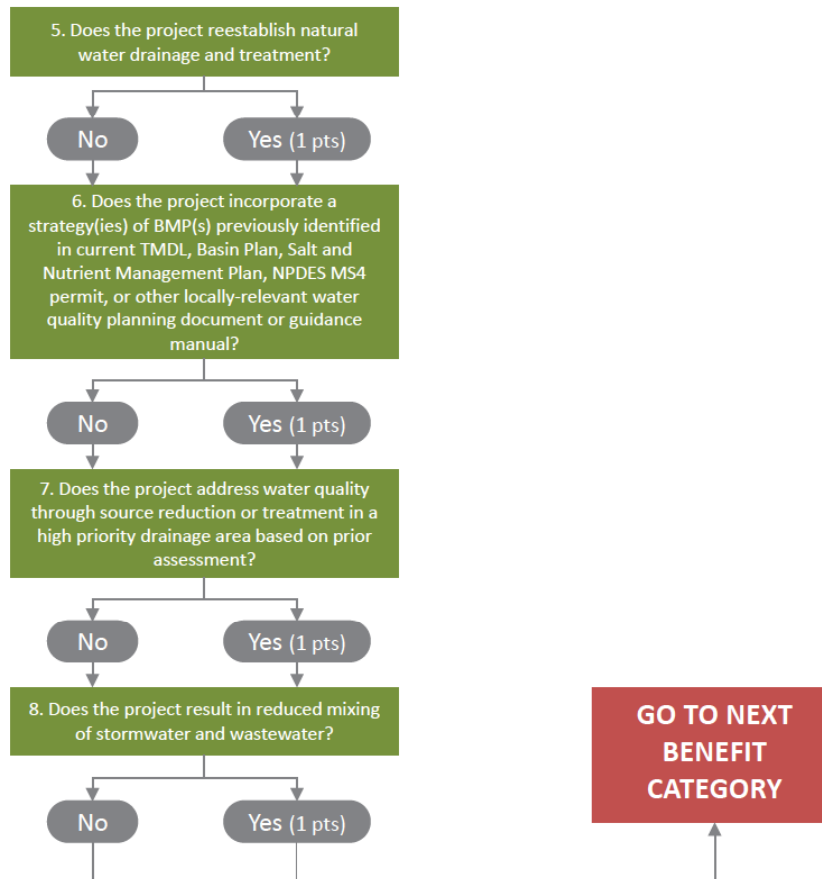 5. Does the project reestablish natural
water drainage and treatment?
No
Yes (1 pts)
6. Does the project incorporate a
strategy(ies) of BMP(s) previously identified
in current TMDL, Basin Plan, Salt and
Nutrient Management Plan, NPDES MS4
permit, or other locally-relevant water
quality planning document or guidance
manual?
No
Yes (1 pts)
7. Does the project address water quality
through source reduction or treatment in a
high priority drainage area based on prior
assessment?
No
Yes (1 pts)
8. Does the project result in reduced mixing
of stormwater and wastewater?
No
Yes (1 pts)
GO TO NEXT
BENEFIT
CATEGORY